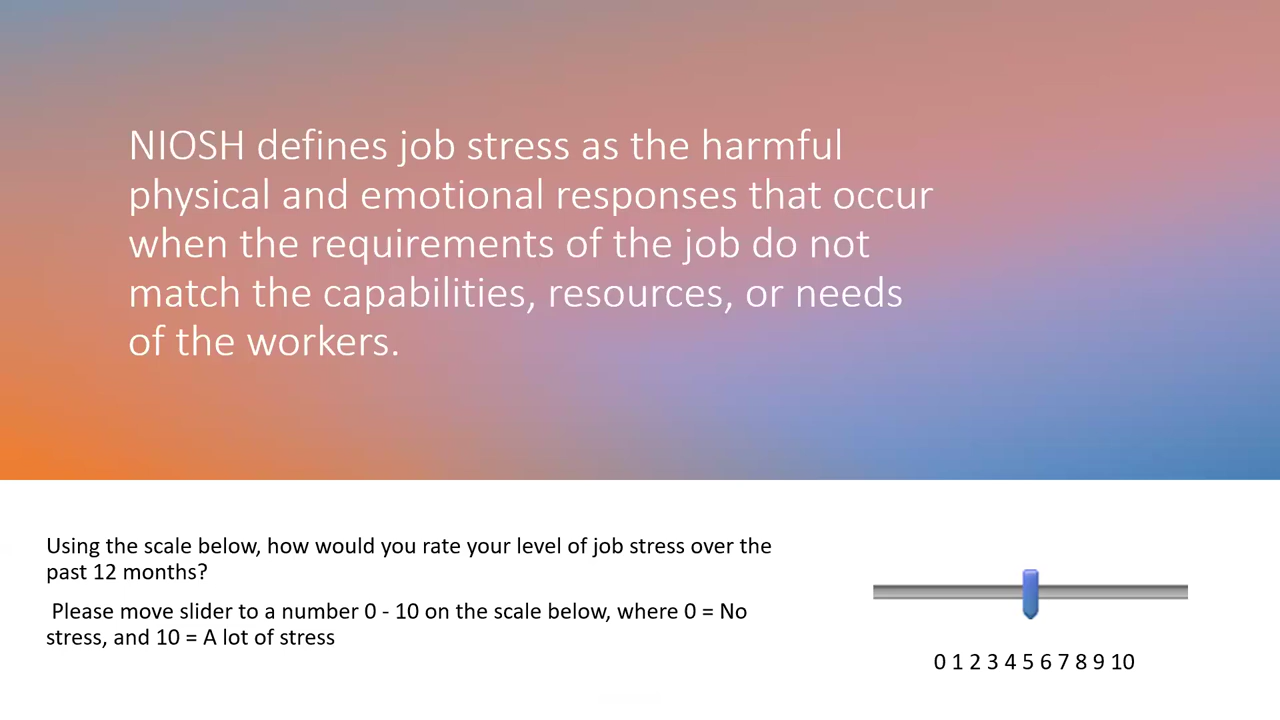 NIOSH defines job stress as the harmful
physical and emotional responses that occur
when the requirements of the job do not
match the capabilities, resources, or needs
of the workers.
Using the scale below, how would you rate your level of job stress over the
past 12 months?
Please move slider to a number 0 - 10 on the scale below, where 0 = No
stress, and 10 = A lot of stress
0 1 2 3 4 5 6 7 8 9 10